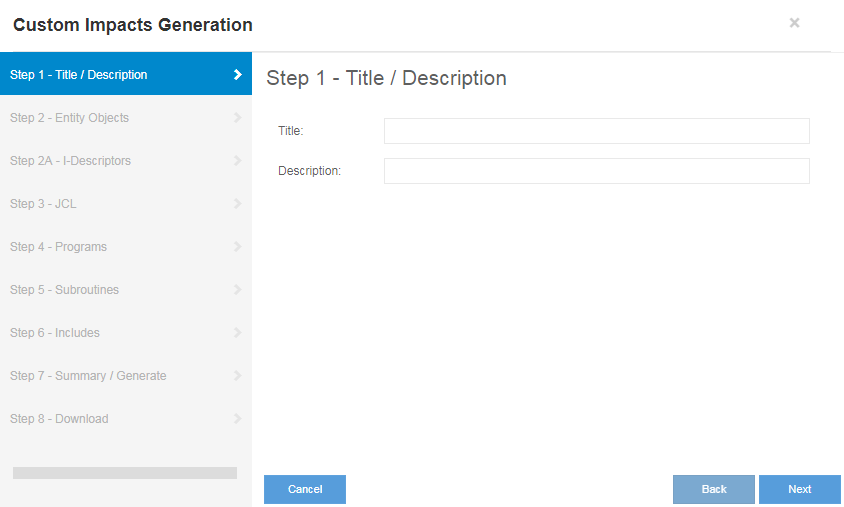 Custom Impacts Generation
×
Step 1 - Title / Description
Step 2 - Entity Objects
Step 2A - I-Descriptors
Step 3 - JCL
Step 4 - Programs
Step 5 - Subroutines
Step 6 - Includes
Step 7 - Summary / Generate
Step 8 - Download
Step 1 - Title / Description
Title:
Description:
Cancel
Back
Next